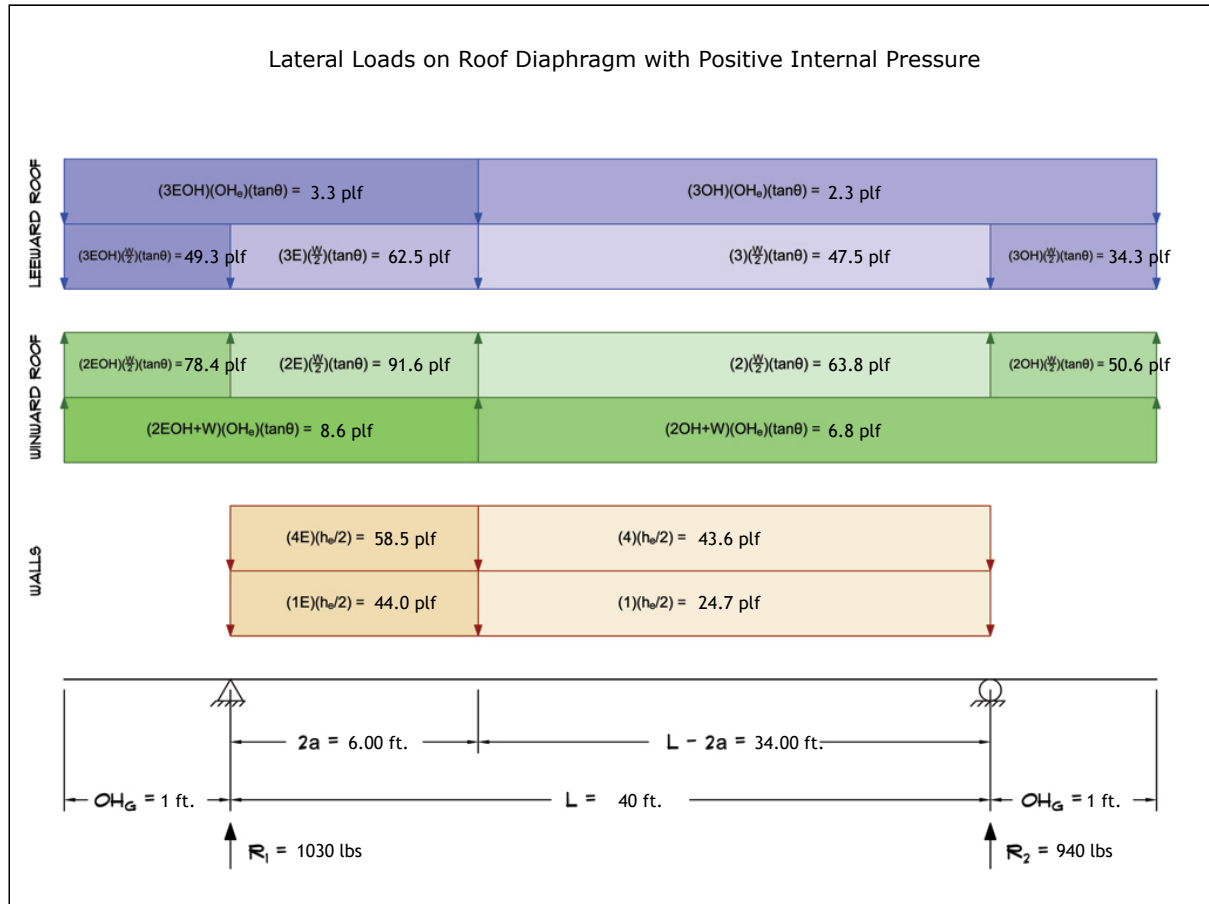 Lateral Loads on Roof Diaphragm with Positive Internal Pressure
LEEWARD ROOF
(3EOH)(OHₑ)(tanθ) = 3.3 plf
(3OH)(OHₑ)(tanθ) = 2.3 plf
(3EOH)(W/2)(tanθ) = 49.3 plf
(3E)(W/2)(tanθ) = 62.5 plf
(3)(W/2)(tanθ) = 47.5 plf
(3OH)(W/2)(tanθ) = 34.3 plf
WINWARD ROOF
(2EOH)(W/2)(tanθ) = 78.4 plf
(2E)(W/2)(tanθ) = 91.6 plf
(2)(W/2)(tanθ) = 63.8 plf
(2OH)(W/2)(tanθ) = 50.6 plf
(2EOH+W)(OHₑ)(tanθ) = 8.6 plf
(2OH+W)(OHₑ)(tanθ) = 6.8 plf
WALLS
(4E)(hₑ/2) = 58.5 plf
(4)(hₑ/2) = 43.6 plf
(1E)(hₑ/2) = 44.0 plf
(1)(hₑ/2) = 24.7 plf
2a = 6.00 ft.
L - 2a = 34.00 ft.
OH_G = 1 ft.
L = 40 ft.
OH_G = 1 ft.
R₁ = 1030 lbs
R₂ = 940 lbs